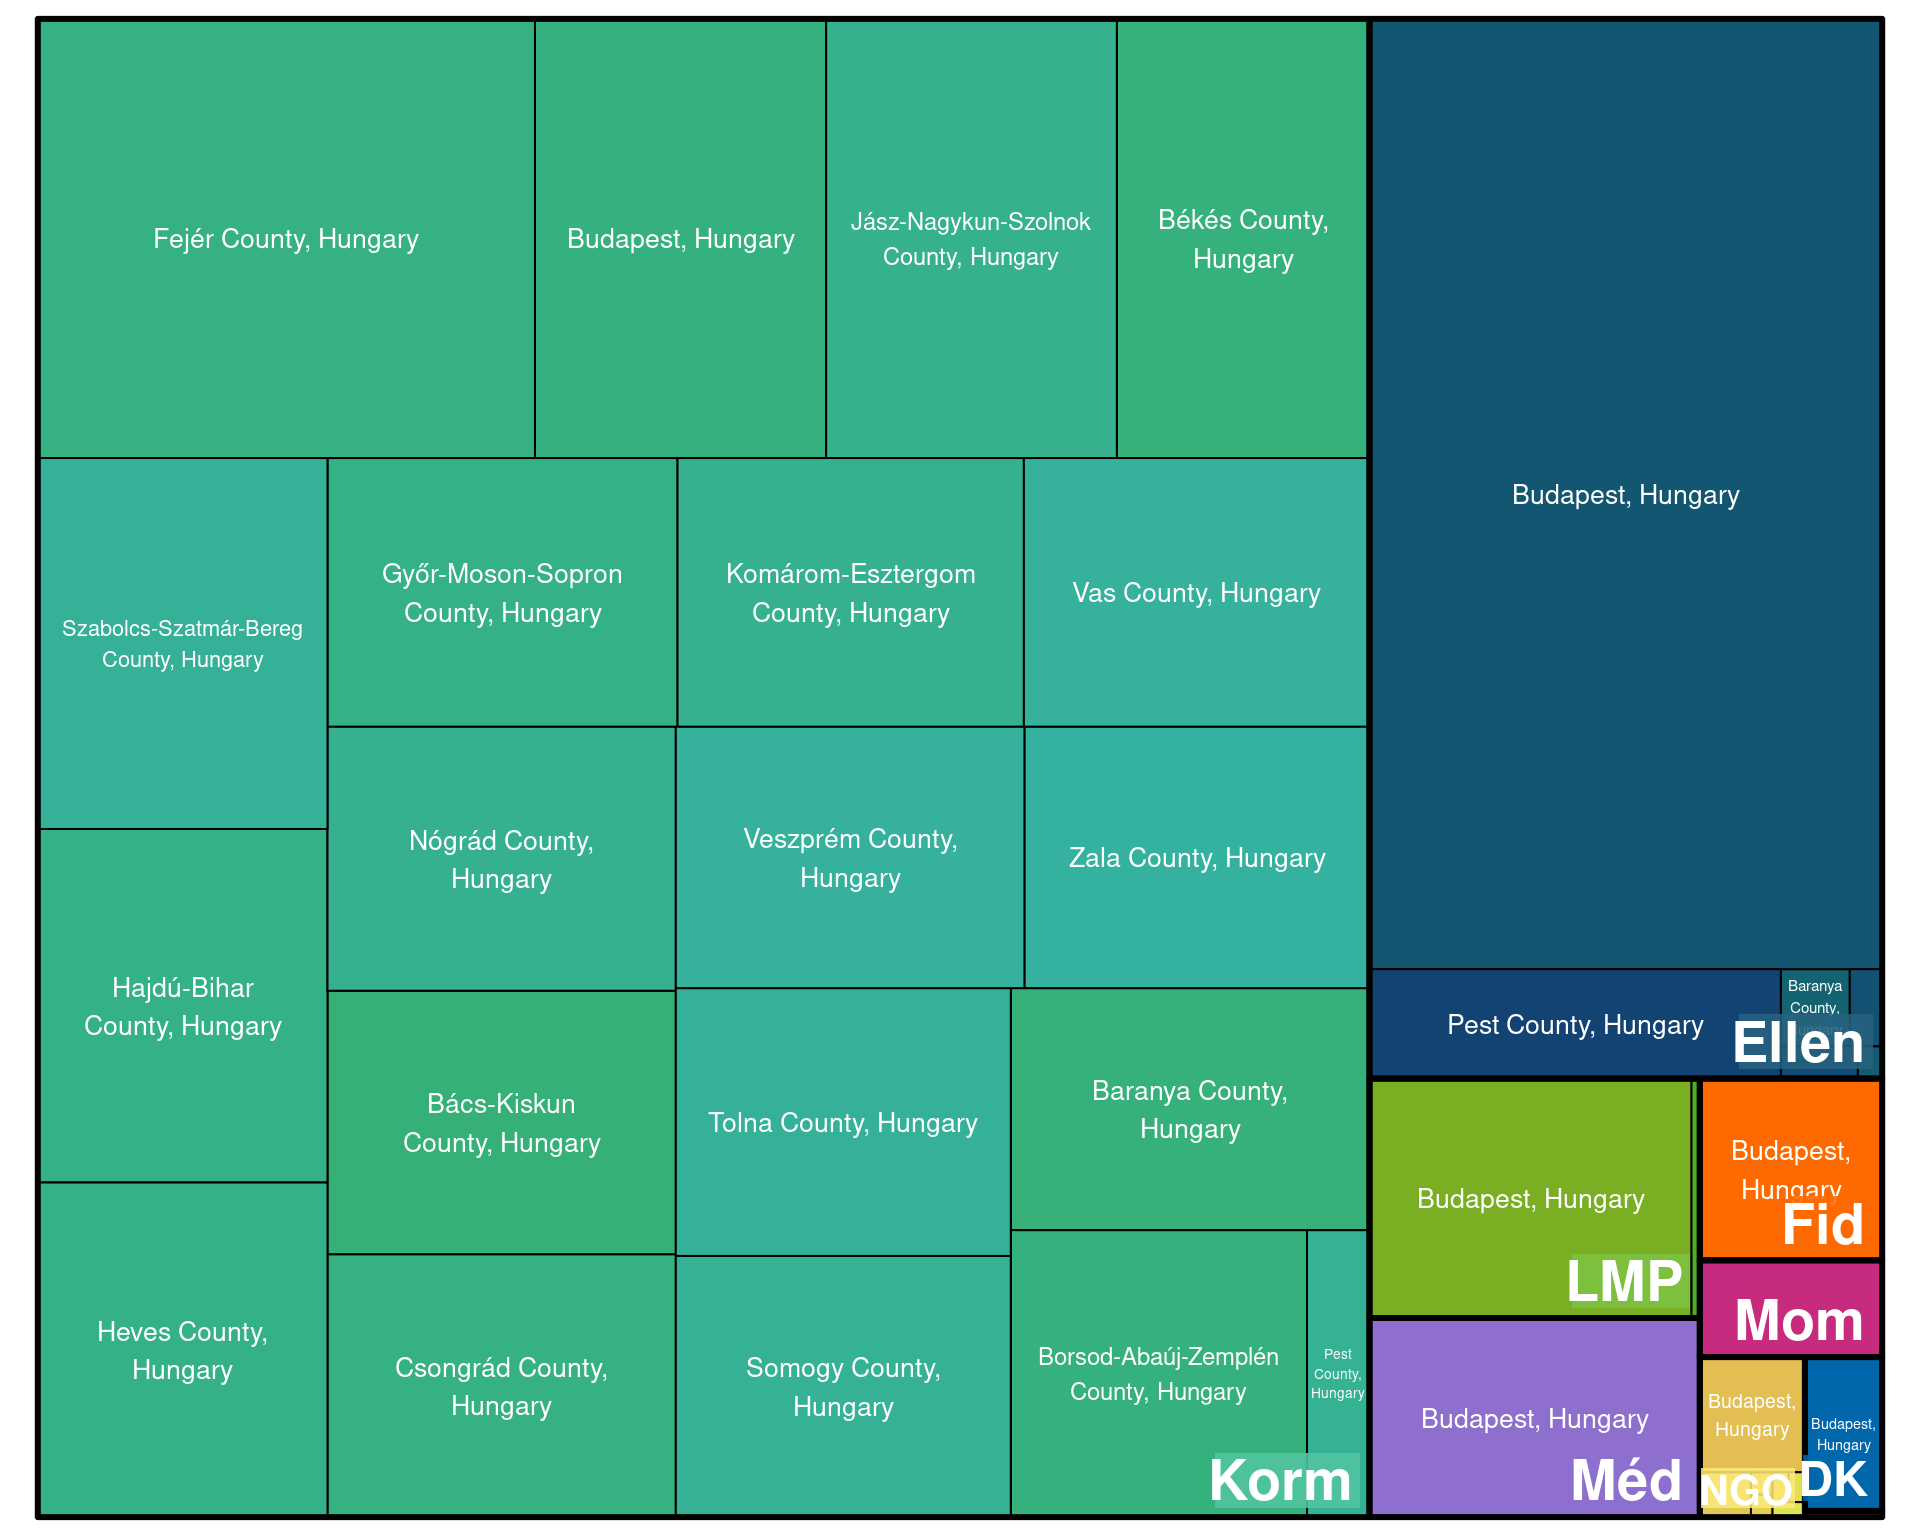 Fejér County, Hungary
Budapest, Hungary
Jász-Nagykun-Szolnok
County, Hungary
Békés County,
Hungary
Szabolcs-Szatmár-Bereg
County, Hungary
Győr-Moson-Sopron
County, Hungary
Komárom-Esztergom
County, Hungary
Vas County, Hungary
Nógrád County,
Hungary
Veszprém County,
Hungary
Zala County, Hungary
Hajdú-Bihar
County, Hungary
Bács-Kiskun
County, Hungary
Tolna County, Hungary
Baranya County,
Hungary
Heves County,
Hungary
Csongrád County,
Hungary
Somogy County,
Hungary
Borsod-Abaúj-Zemplén
County, Hungary
Pest
County,
Hungary
Korm
Budapest, Hungary
Pest County, Hungary
Baranya
County,
Ellen
Budapest, Hungary
LMP
Budapest,
Hungary
Fid
Mom
Budapest, Hungary
Méd
Budapest,
Hungary
NGO
Budapest,
Hungary
DK